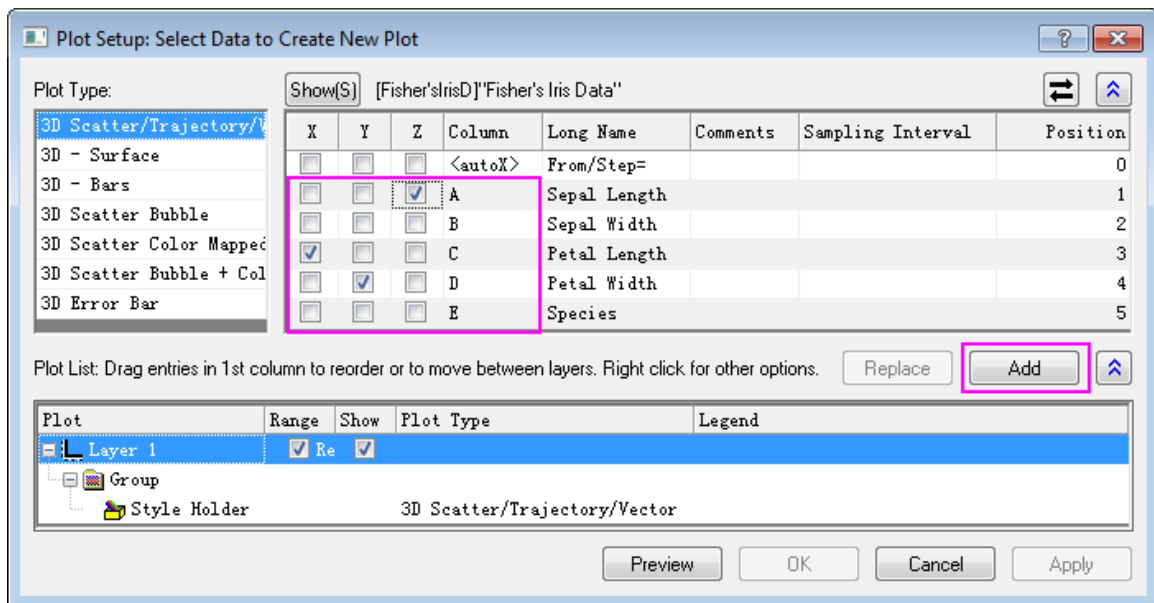 Plot Setup: Select Data to Create New Plot
Plot Type:
Show(S) [Fisher'sIrisD]"Fisher's Iris Data"
3D Scatter/Trajectory/V
3D - Surface
3D - Bars
3D Scatter Bubble
3D Scatter Color Mapped
3D Scatter Bubble + Col
3D Error Bar
X Y Z Column Long Name Comments Sampling Interval Position
<autoX> From/Step= 0
A Sepal Length 1
B Sepal Width 2
C Petal Length 3
D Petal Width 4
E Species 5
Plot List: Drag entries in 1st column to reorder or to move between layers. Right click for other options. Replace Add
Plot Range Show Plot Type Legend
Layer 1 Re
Group
Style Holder 3D Scatter/Trajectory/Vector
Preview OK Cancel Apply